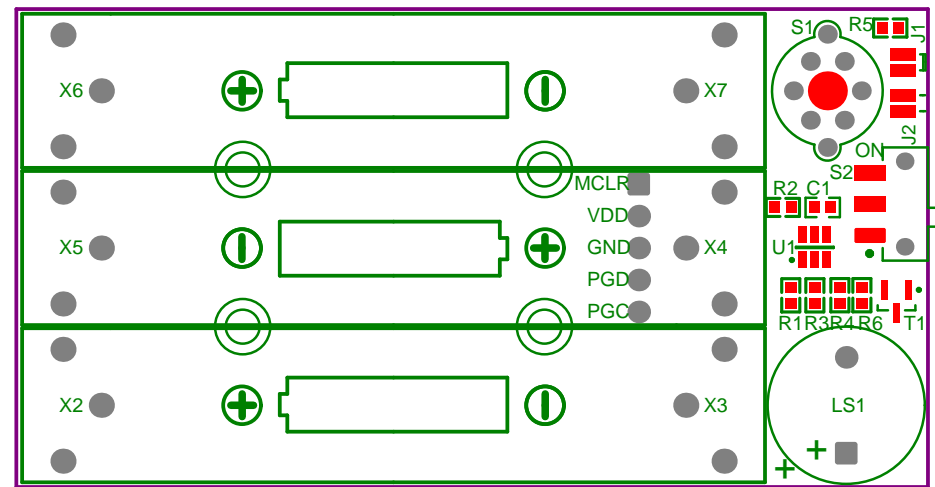 S1
R5
J1
X6
X7
J2
ON
S2
MCLR
R2
C1
VDD
X5
GND
X4
U1
PGD
PGC
R1
R3
R4
R6
T1
X2
X3
LS1